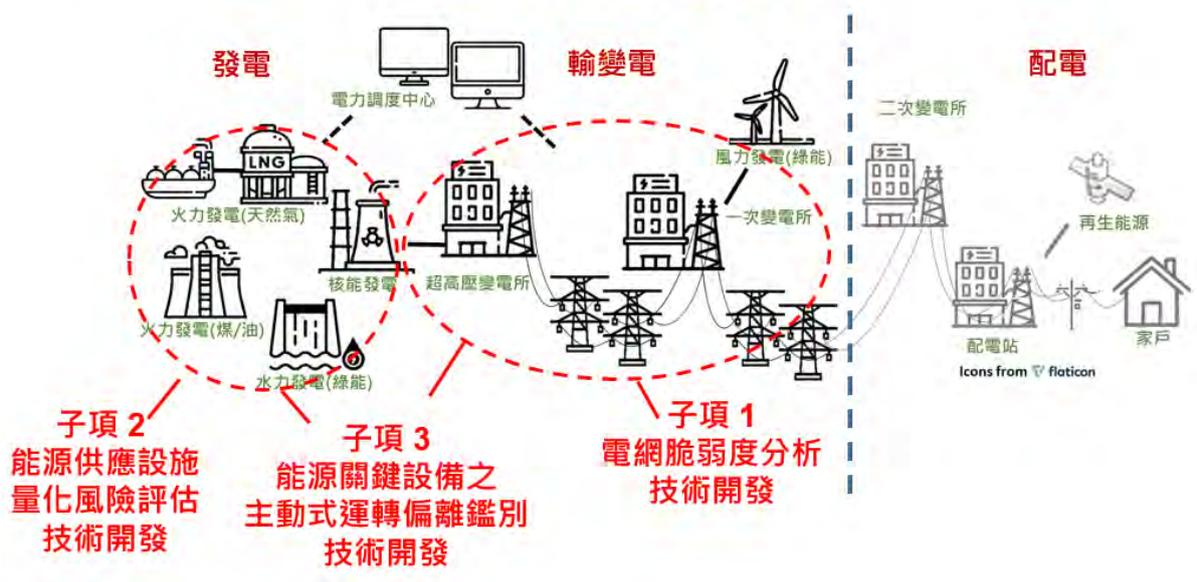 發電
輸變電
配電
電力調度中心
二次變電所
LNG
風力發電(綠能)
火力發電(天然氣)
一次變電所
再生能源
核能發電
超高壓變電所
火力發電(煤/油)
配電站
家戶
水力發電(綠能)
Icons from flaticon
子項 2
能源供應設施
量化風險評估
技術開發
子項 3
能源關鍵設備之
主動式運轉偏離鑑別
技術開發
子項 1
電網脆弱度分析
技術開發